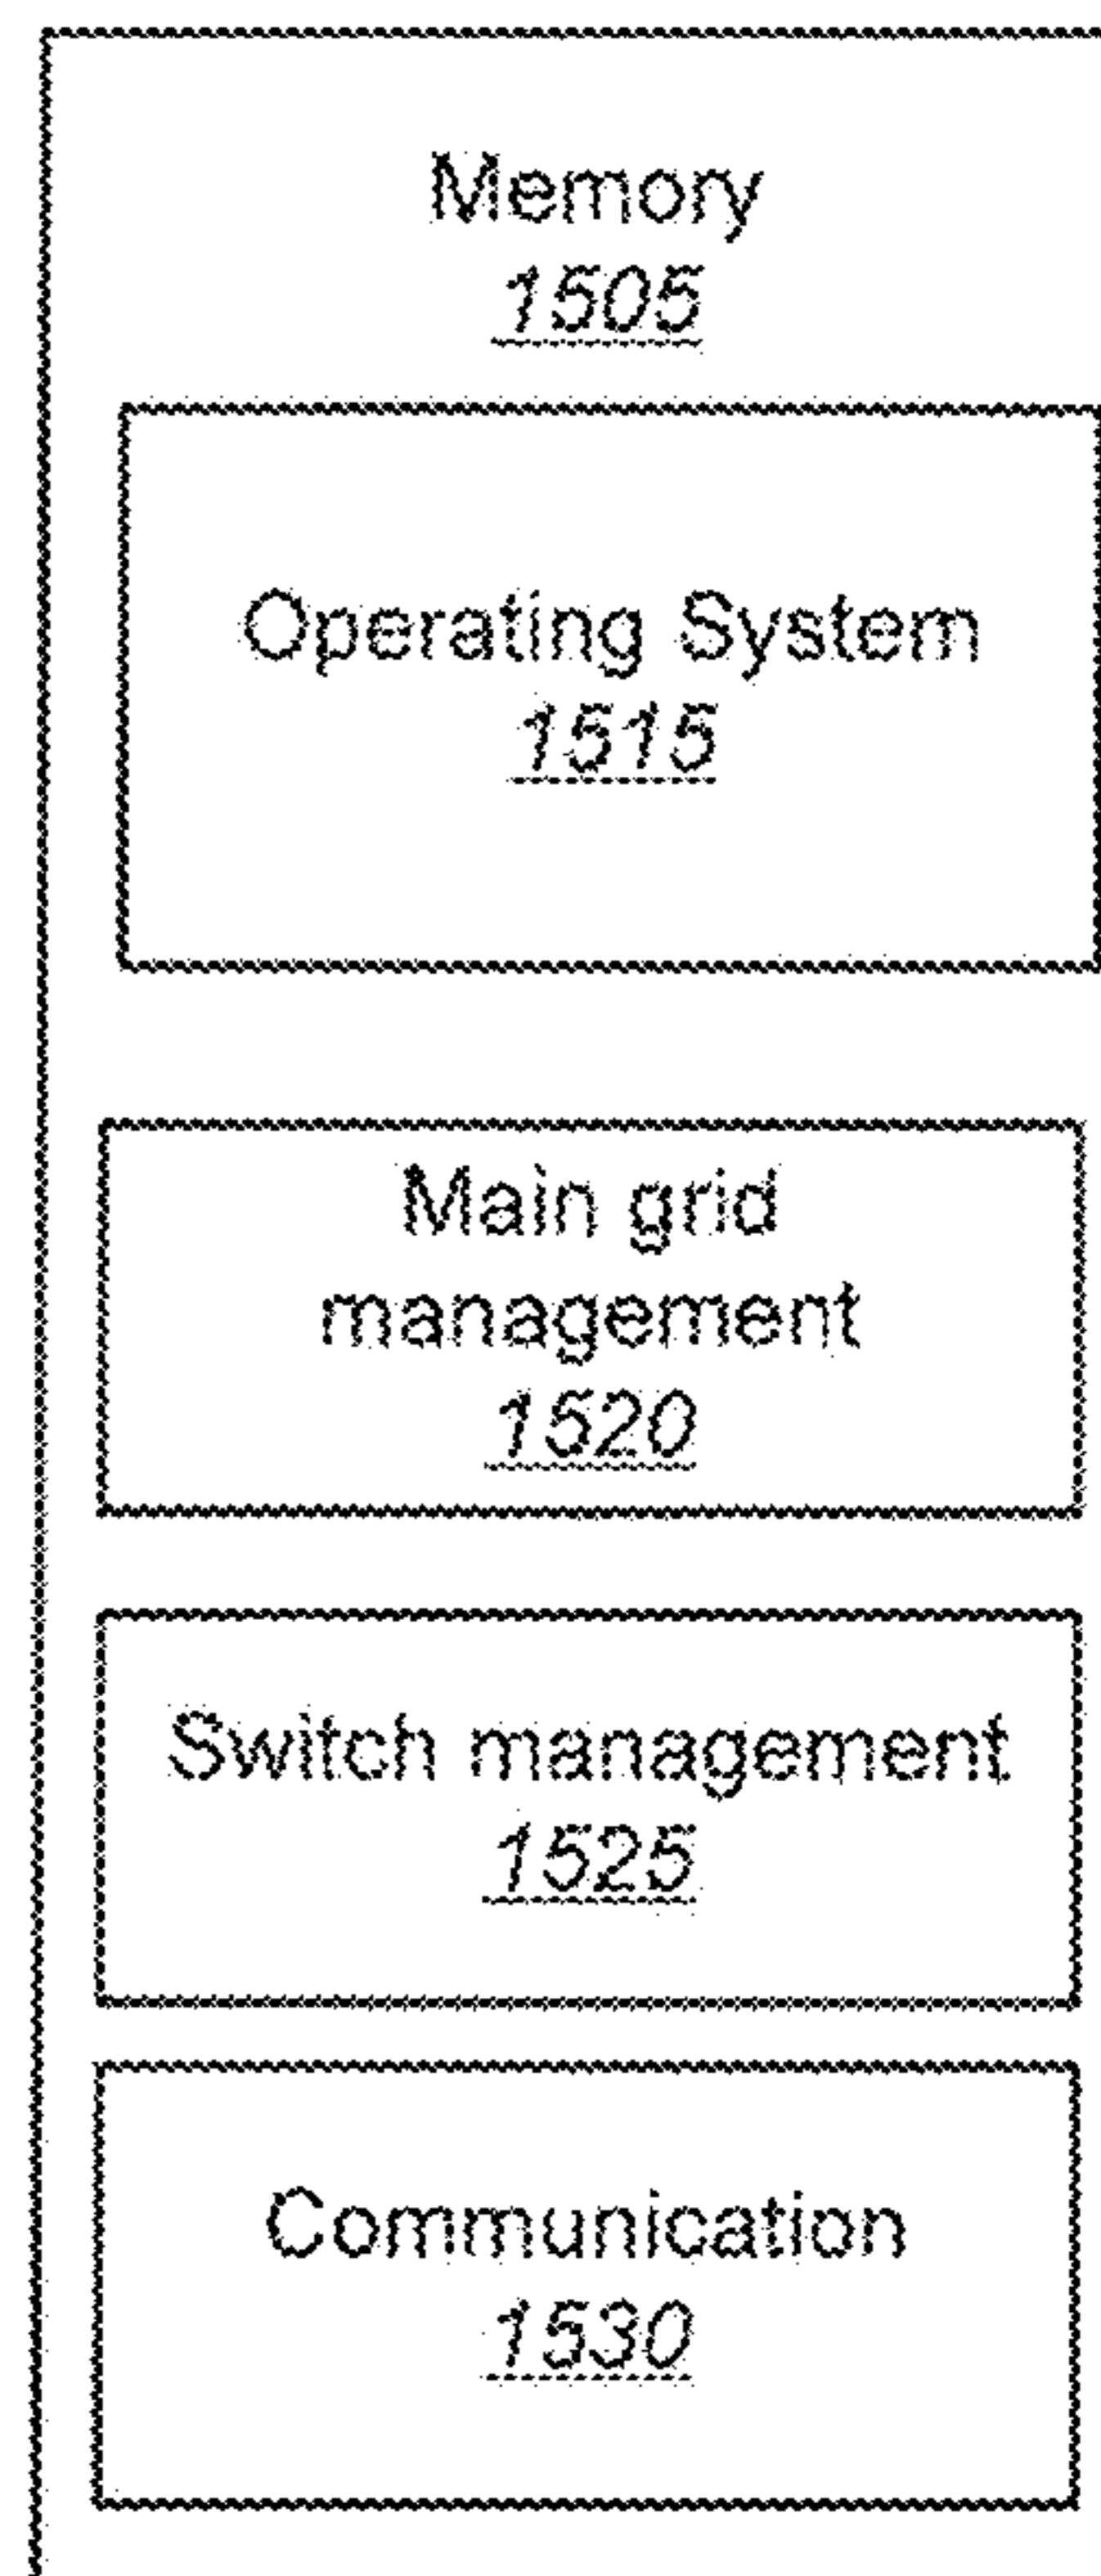 Memory
1505
Operating System
1515
Main grid
management
1520
Switch management
1525
Communication
1530